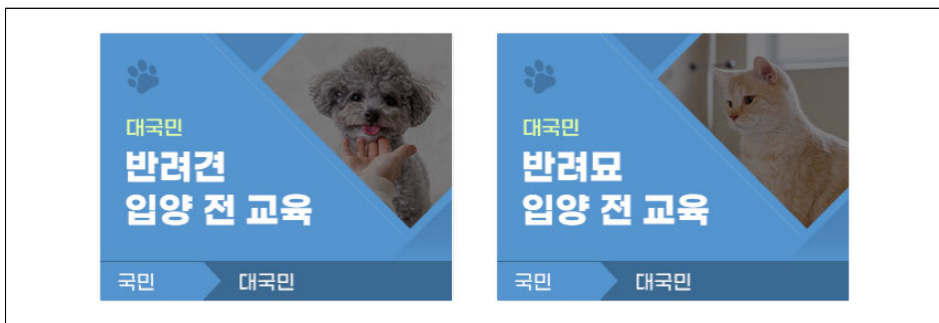 대국민
반려견
입양 전 교육
국민
대국민
대국민
반려묘
입양 전 교육
국민
대국민